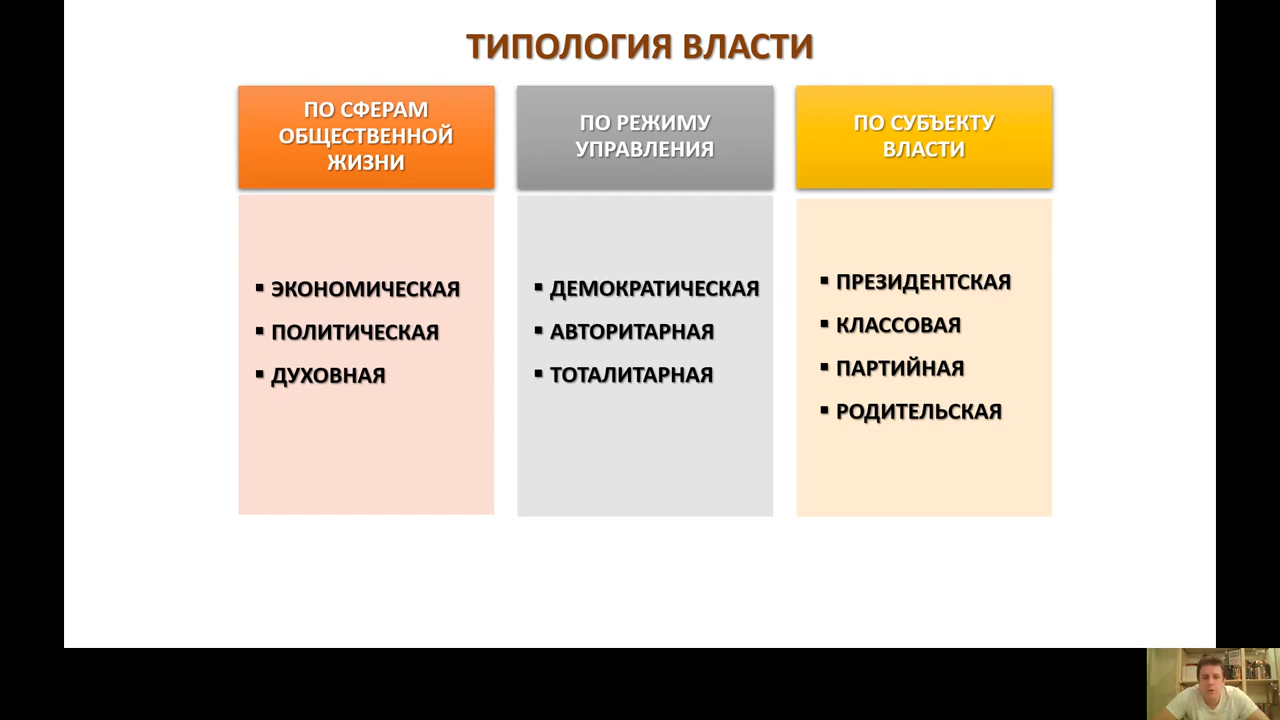 ТИПОЛОГИЯ ВЛАСТИ
ПО СФЕРАМ
ОБЩЕСТВЕННОЙ
ЖИЗНИ
▪ ЭКОНОМИЧЕСКАЯ
▪ ПОЛИТИЧЕСКАЯ
▪ ДУХОВНАЯ
ПО РЕЖИМУ
УПРАВЛЕНИЯ
▪ ДЕМОКРАТИЧЕСКАЯ
▪ АВТОРИТАРНАЯ
▪ ТОТАЛИТАРНАЯ
ПО СУБЪЕКТУ
ВЛАСТИ
▪ ПРЕЗИДЕНТСКАЯ
▪ КЛАССОВАЯ
▪ ПАРТИЙНАЯ
▪ РОДИТЕЛЬСКАЯ